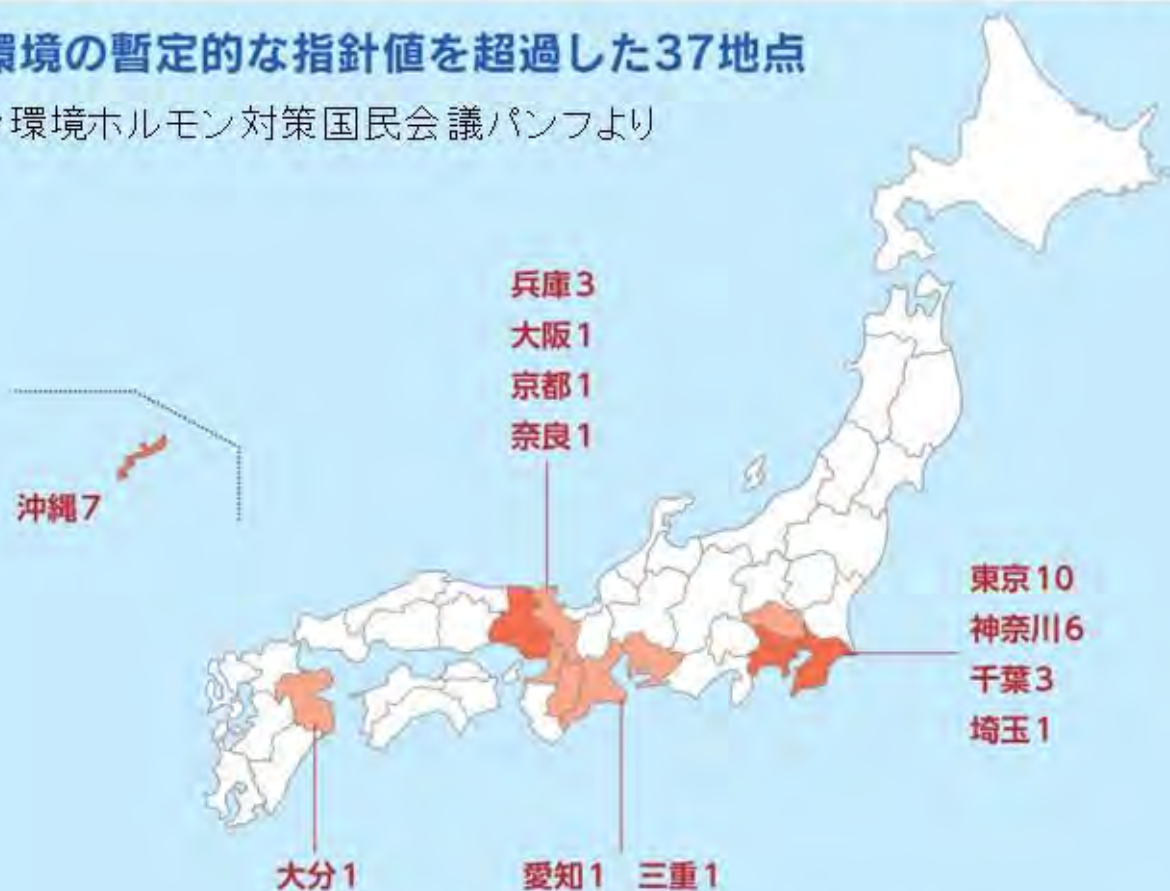 環境の暫定的な指針値を超過した37地点
環境ホルモン対策国民会議パンフより
兵庫3
大阪1
京都1
奈良1
沖縄7
東京10
神奈川6
千葉3
埼玉1
大分1
愛知1 三重1